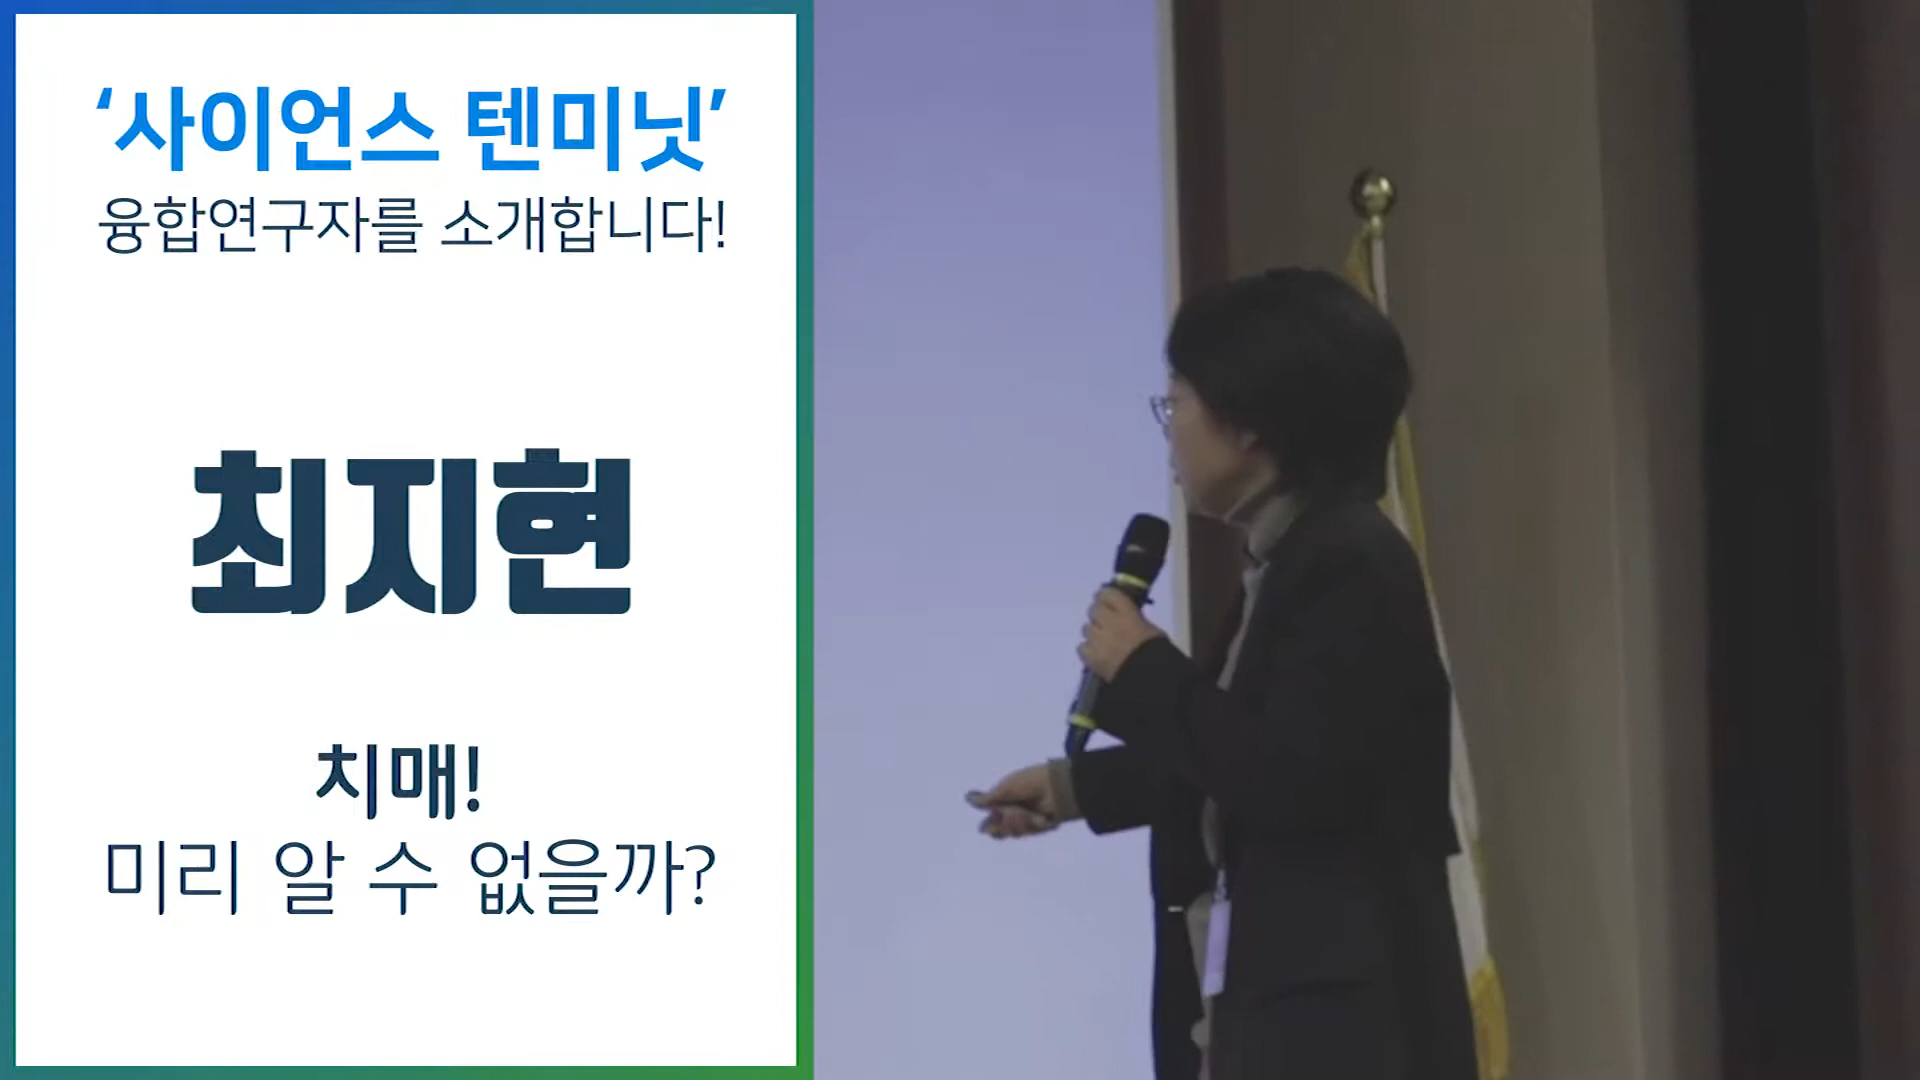 ‘사이언스 텐미닛’
융합연구자를 소개합니다!
최지현
치매!
미리 알 수 없을까?